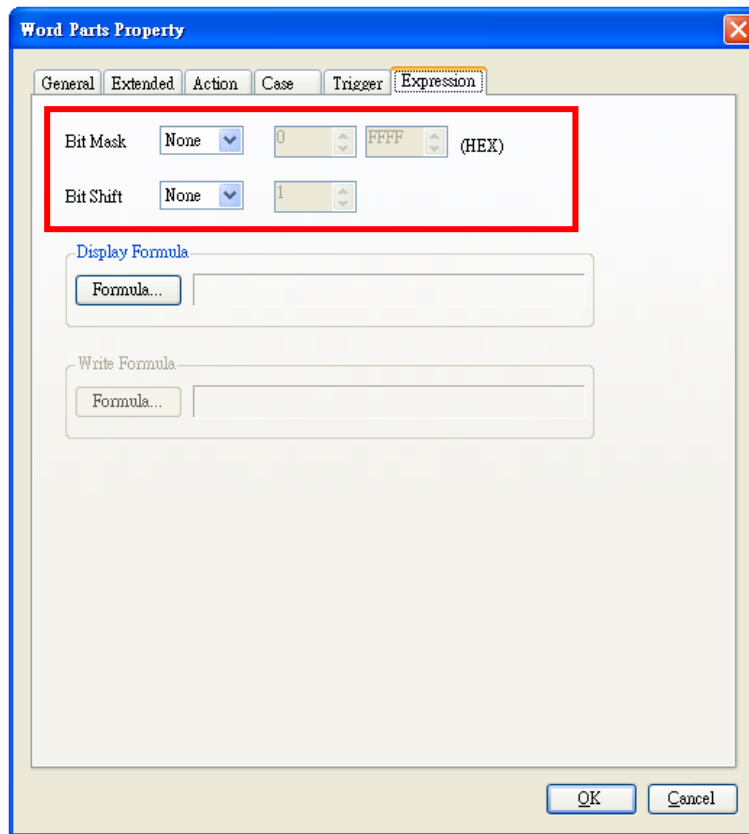 Word Parts Property
General Extended Action Case Trigger Expression
Bit Mask None 0 FFFF (HEX)
Bit Shift None 1
Display Formula
Formula...
Write Formula
Formula...
OK Cancel